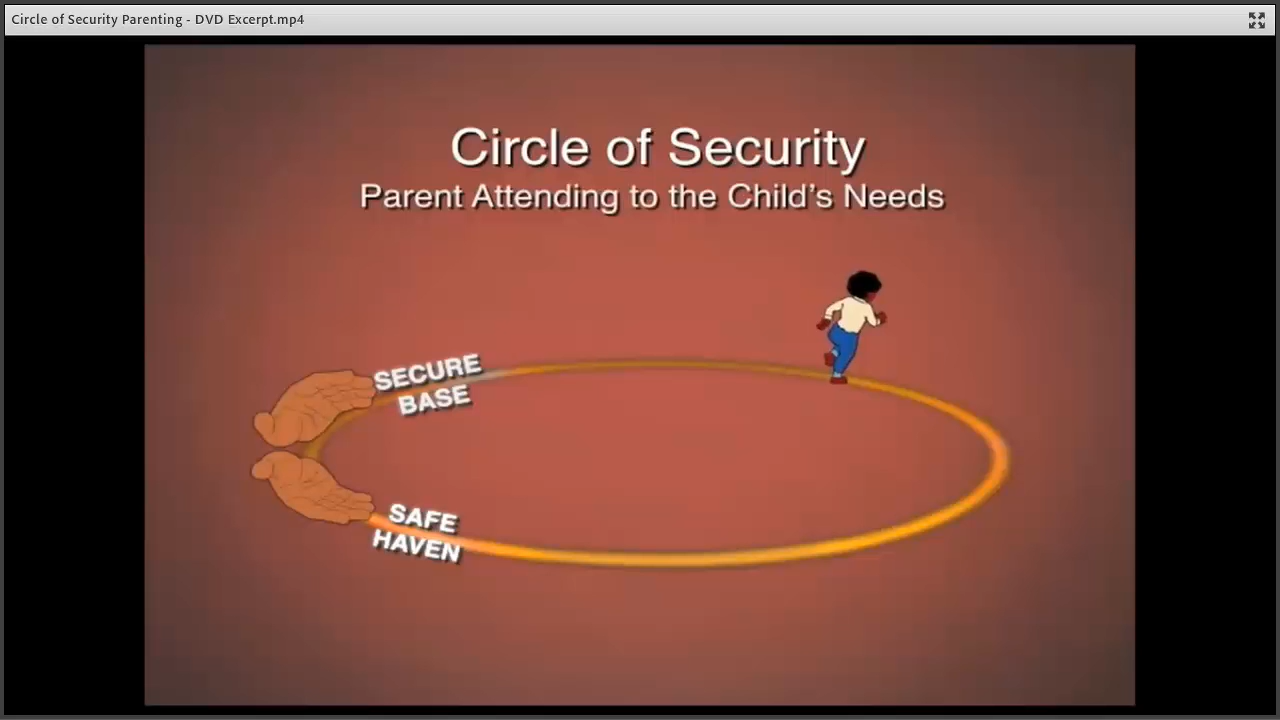 Circle of Security Parenting - DVD Excerpt.mp4
Circle of Security
Parent Attending to the Child's Needs
SECURE
BASE
SAFE
HAVEN